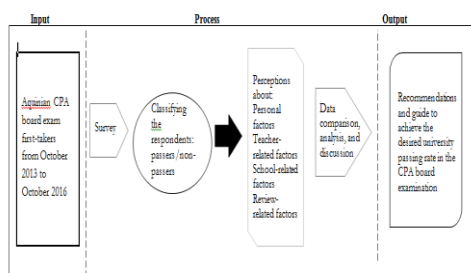 Input
Process
Output
Aquinian CPA
board exam
first-takers
from October
2013 to
October 2016
Survey
Classifying
the
respondents:
passers/non-
passers
Perceptions
about:
Personal
factors
Teacher-
related factors
School-related
factors
Review-
related factors
Data
comparison,
analysis, and
discussion
Recommendations
and guide to
achieve the
desired university
passing rate in the
CPA board
examination